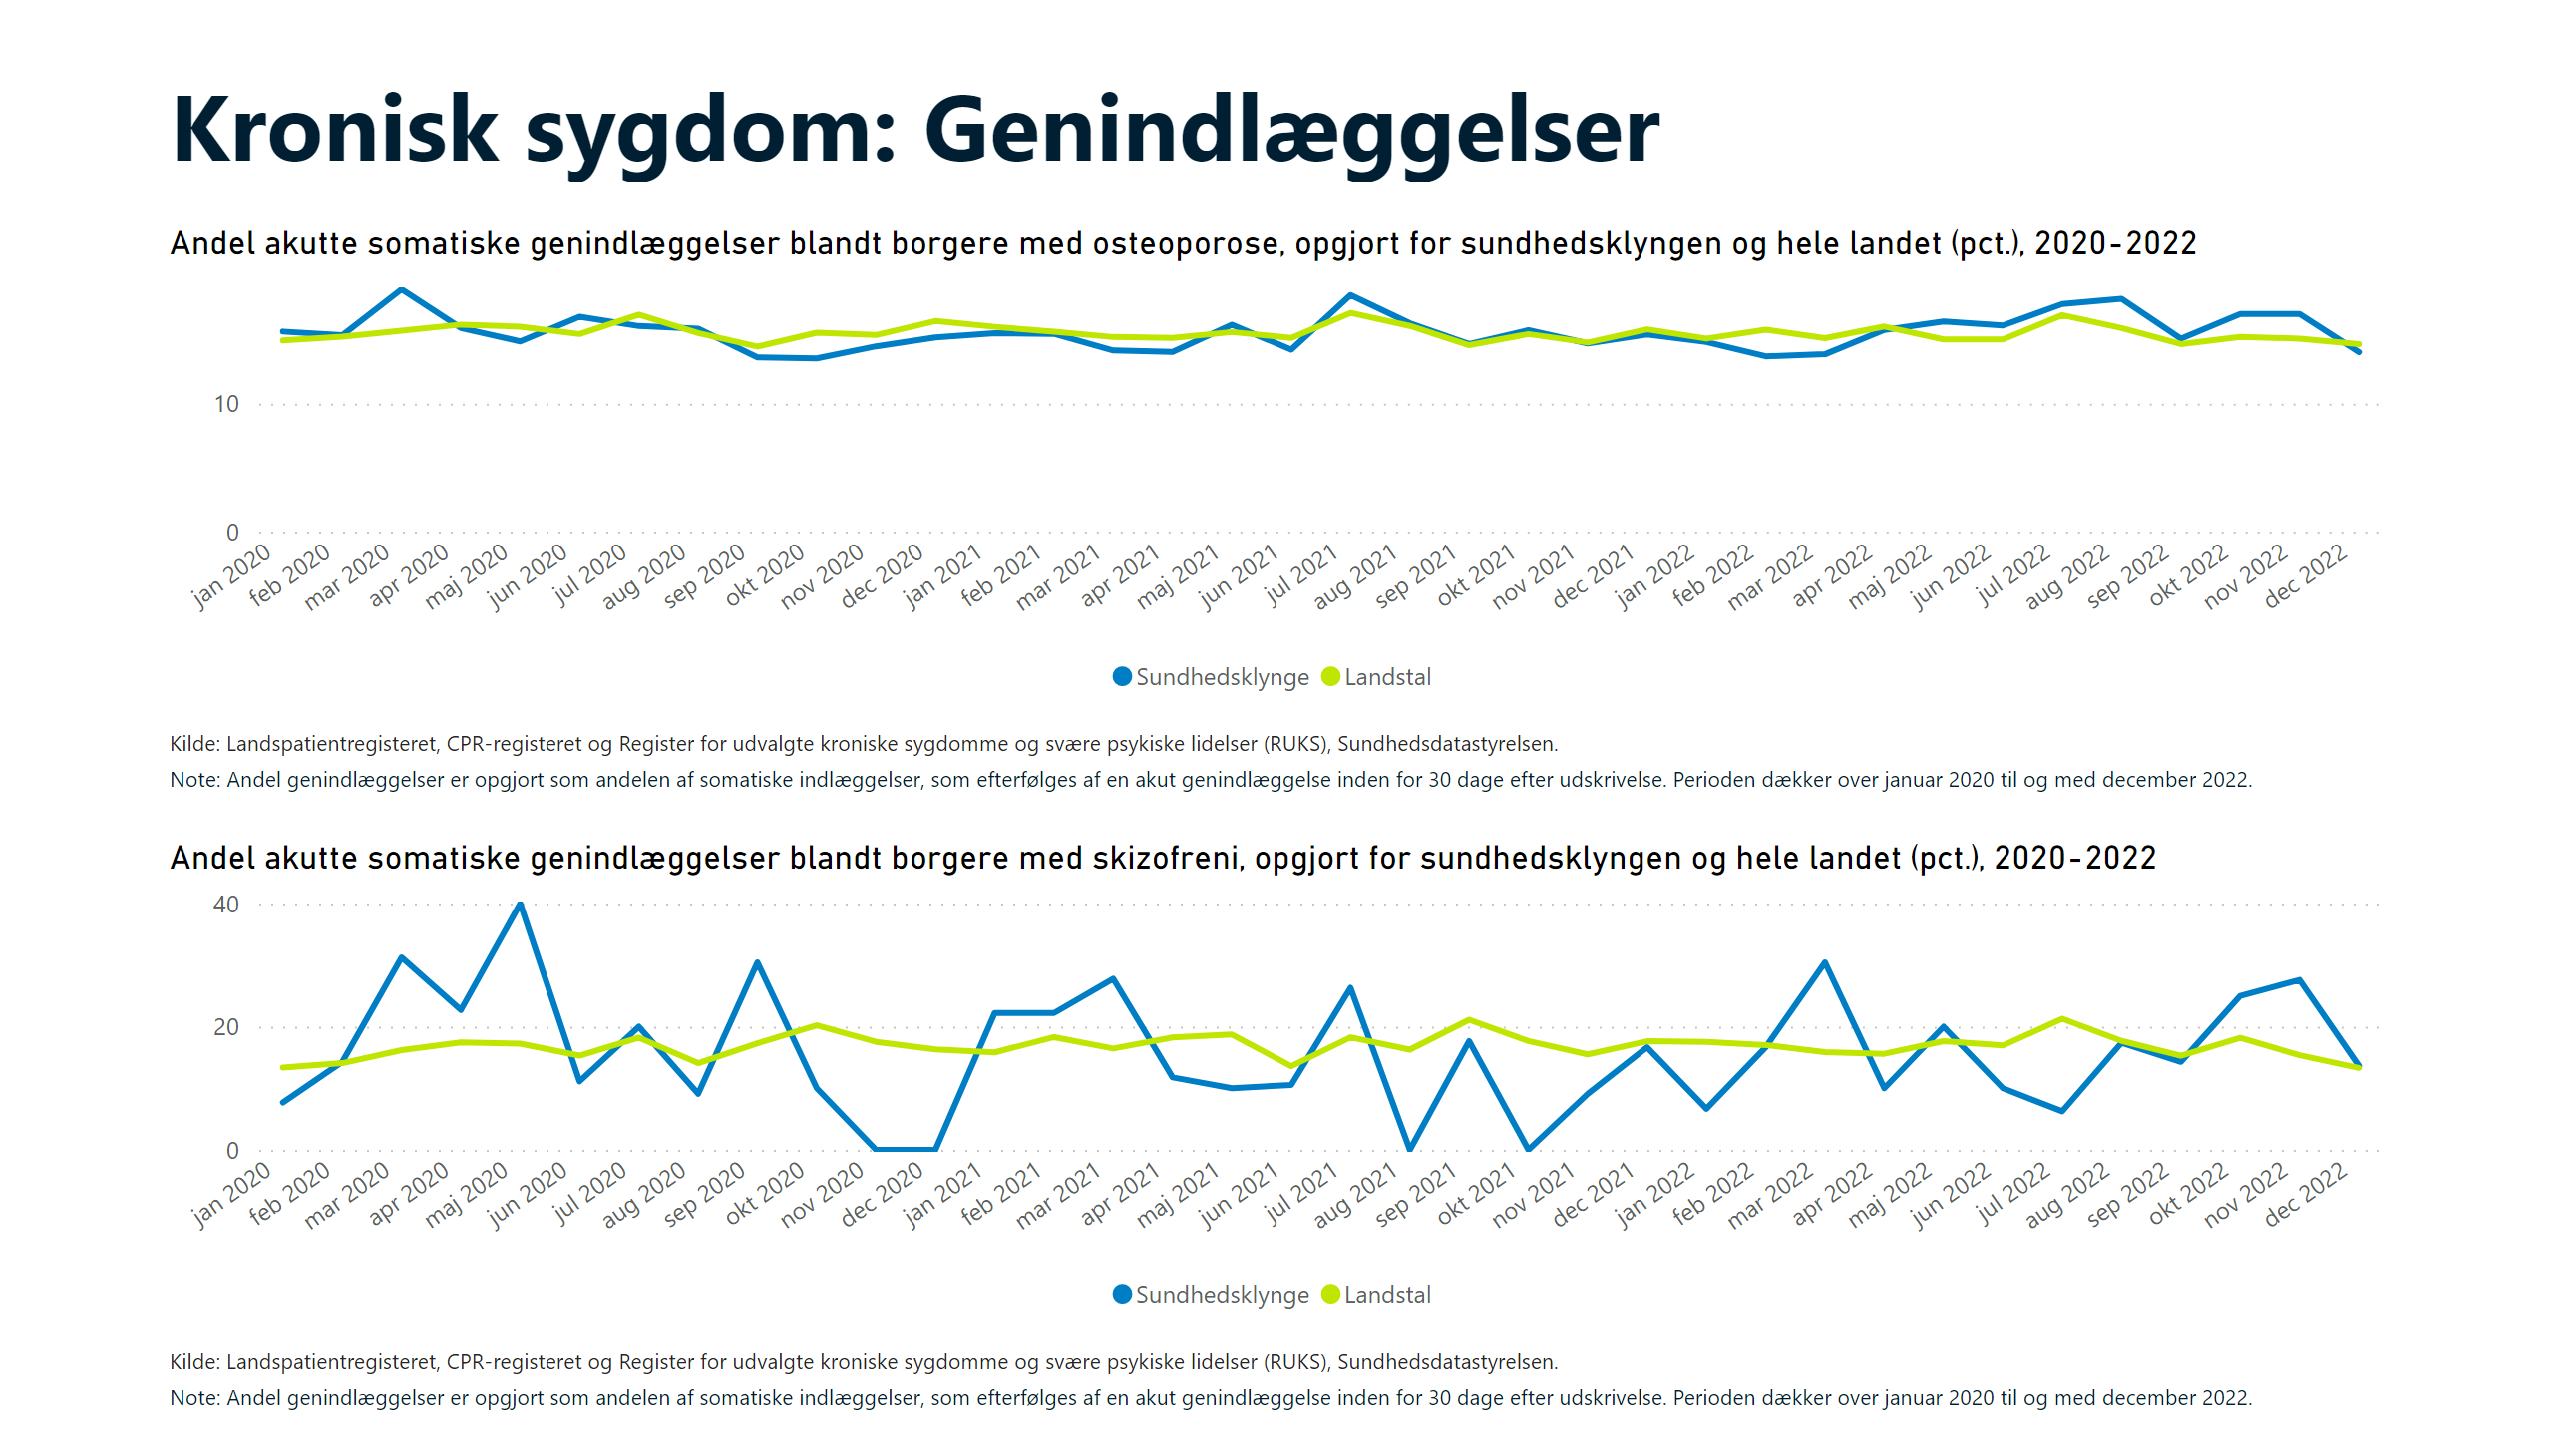 Kronisk sygdom: Genindlæggelser
Andel akutte somatiske genindlæggelser blandt borgere med osteoporose, opgjort for sundhedsklyngen og hele landet (pct.), 2020-2022
10
0
jan 2020 feb 2020 mar 2020 apr 2020 maj 2020 jun 2020 jul 2020 aug 2020 sep 2020 okt 2020 nov 2020 dec 2020 jan 2021 feb 2021 mar 2021 apr 2021 maj 2021 jun 2021 jul 2021 aug 2021 sep 2021 okt 2021 nov 2021 dec 2021 jan 2022 feb 2022 mar 2022 apr 2022 maj 2022 jun 2022 jul 2022 aug 2022 sep 2022 okt 2022 nov 2022 dec 2022
Sundhedsklynge Landstal
Kilde: Landspatientregisteret, CPR-registeret og Register for udvalgte kroniske sygdomme og svære psykiske lidelser (RUKS), Sundhedsdatastyrelsen.
Note: Andel genindlæggelser er opgjort som andelen af somatiske indlæggelser, som efterfølges af en akut genindlæggelse inden for 30 dage efter udskrivelse. Perioden dækker over januar 2020 til og med december 2022.
Andel akutte somatiske genindlæggelser blandt borgere med skizofreni, opgjort for sundhedsklyngen og hele landet (pct.), 2020-2022
40
20
0
jan 2020 feb 2020 mar 2020 apr 2020 maj 2020 jun 2020 jul 2020 aug 2020 sep 2020 okt 2020 nov 2020 dec 2020 jan 2021 feb 2021 mar 2021 apr 2021 maj 2021 jun 2021 jul 2021 aug 2021 sep 2021 okt 2021 nov 2021 dec 2021 jan 2022 feb 2022 mar 2022 apr 2022 maj 2022 jun 2022 jul 2022 aug 2022 sep 2022 okt 2022 nov 2022 dec 2022
Sundhedsklynge Landstal
Kilde: Landspatientregisteret, CPR-registeret og Register for udvalgte kroniske sygdomme og svære psykiske lidelser (RUKS), Sundhedsdatastyrelsen.
Note: Andel genindlæggelser er opgjort som andelen af somatiske indlæggelser, som efterfølges af en akut genindlæggelse inden for 30 dage efter udskrivelse. Perioden dækker over januar 2020 til og med december 2022.